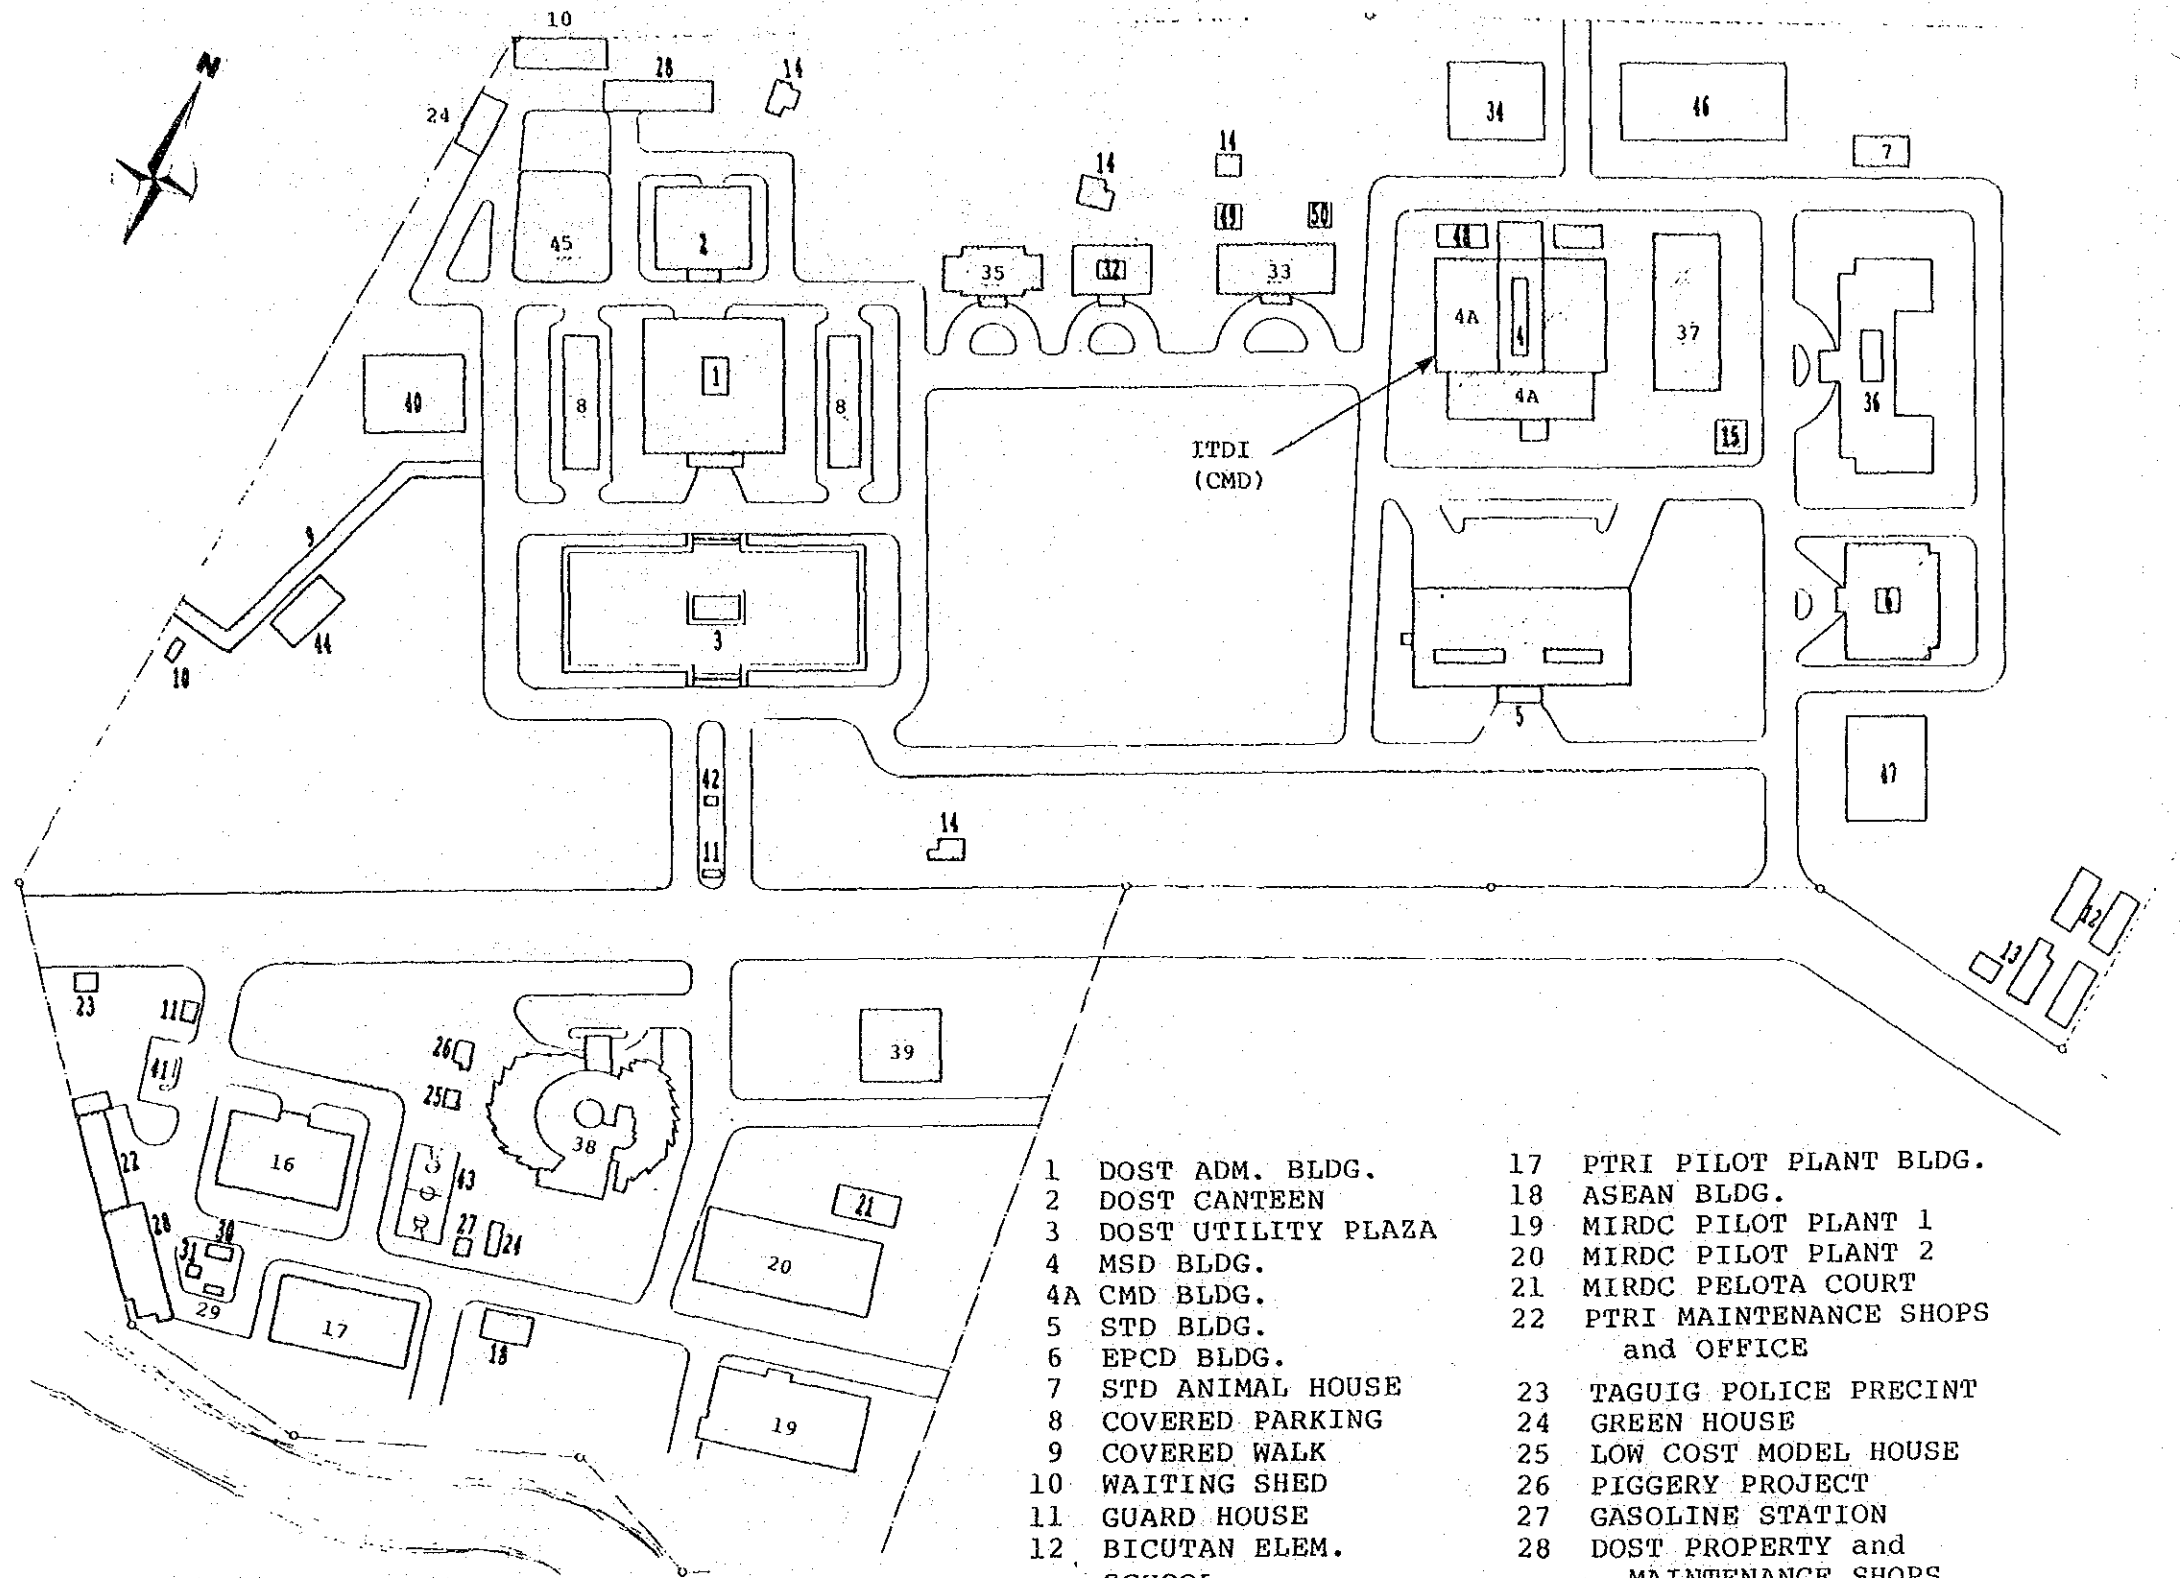 N
10
28
14
24
34
46
7
14
14
49
50
45
2
35
32
33
48
4A
4
37
36
1
8
8
40
4A
15
ITDI
(CMD)
9
3
44
10
6
5
42
47
11
14
12
13
23
11
26
39
41
25
38
16
22
43
21
28
30
27
24
31
20
29
17
18
19
1 DOST ADM. BLDG.
2 DOST CANTEEN
3 DOST UTILITY PLAZA
4 MSD BLDG.
4A CMD BLDG.
5 STD BLDG.
6 EPCD BLDG.
7 STD ANIMAL HOUSE
8 COVERED PARKING
9 COVERED WALK
10 WAITING SHED
11 GUARD HOUSE
12 BICUTAN ELEM.
SCHOOL
17 PTRI PILOT PLANT BLDG.
18 ASEAN BLDG.
19 MIRDC PILOT PLANT 1
20 MIRDC PILOT PLANT 2
21 MIRDC PELOTA COURT
22 PTRI MAINTENANCE SHOPS
and OFFICE
23 TAGUIG POLICE PRECINT
24 GREEN HOUSE
25 LOW COST MODEL HOUSE
26 PIGGERY PROJECT
27 GASOLINE STATION
28 DOST PROPERTY and
MAINTENANCE SHOPS